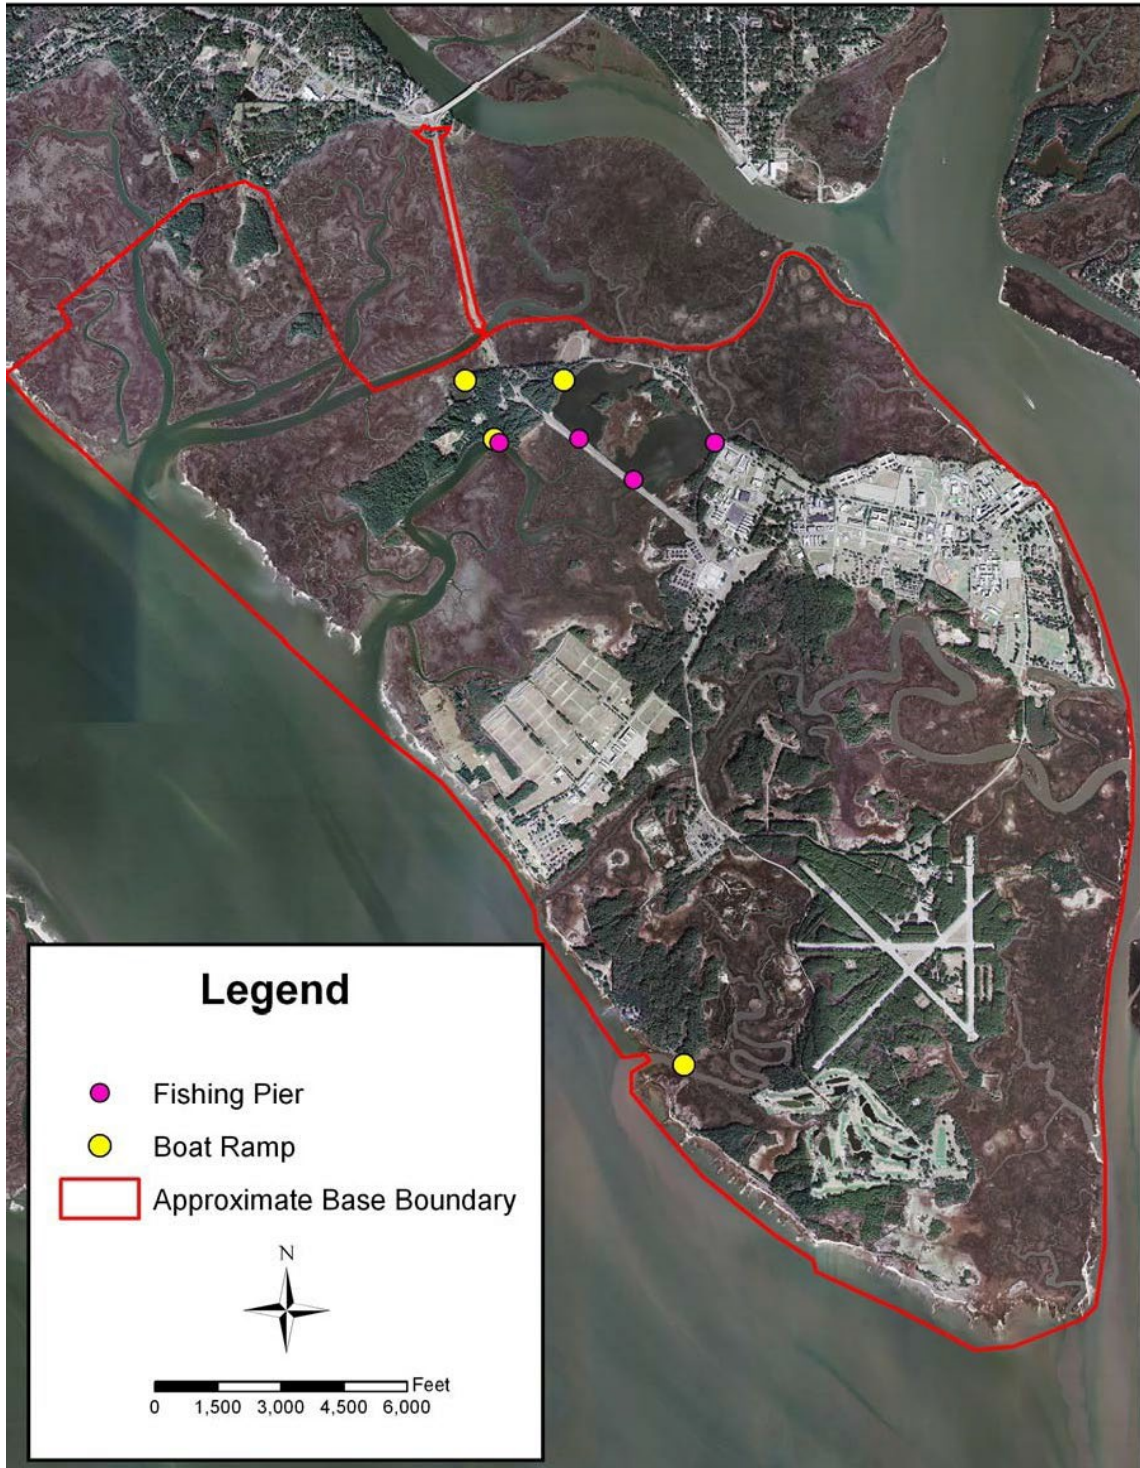 Legend
Fishing Pier
Boat Ramp
Approximate Base Boundary
N
Feet
0 1,500 3,000 4,500 6,000